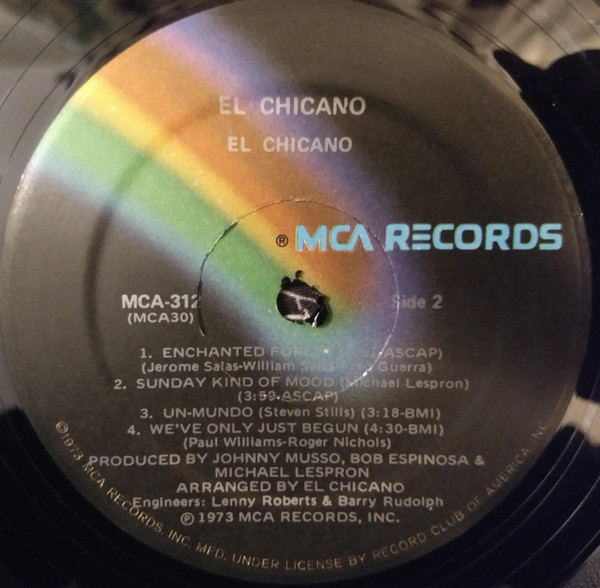 EL CHICANO
EL CHICANO
® MCA RECORDS
MCA-312
Side 2
(MCA30)
1. ENCHANTED ASCAP)
(Jerome Salas-William Guerra)
2. SUNDAY KIND OF MOOD (Michael Lespron)
(3:59-ASCAP)
3. UN-MUNDO (Steven Stills) (3:18-BMI)
4. WE'VE ONLY JUST BEGUN (4:30-BMI)
(Paul Williams-Roger Nichols)
PRODUCED BY JOHNNY MUSSO, BOB ESPINOSA &
MICHAEL LESPRON
ARRANGED BY EL CHICANO
Engineers: Lenny Roberts & Barry Rudolph
℗ 1973 MCA RECORDS, INC.
©1973 MCA RECORDS, INC. MFD. UNDER LICENSE BY RECORD CLUB OF AMERICA INC.